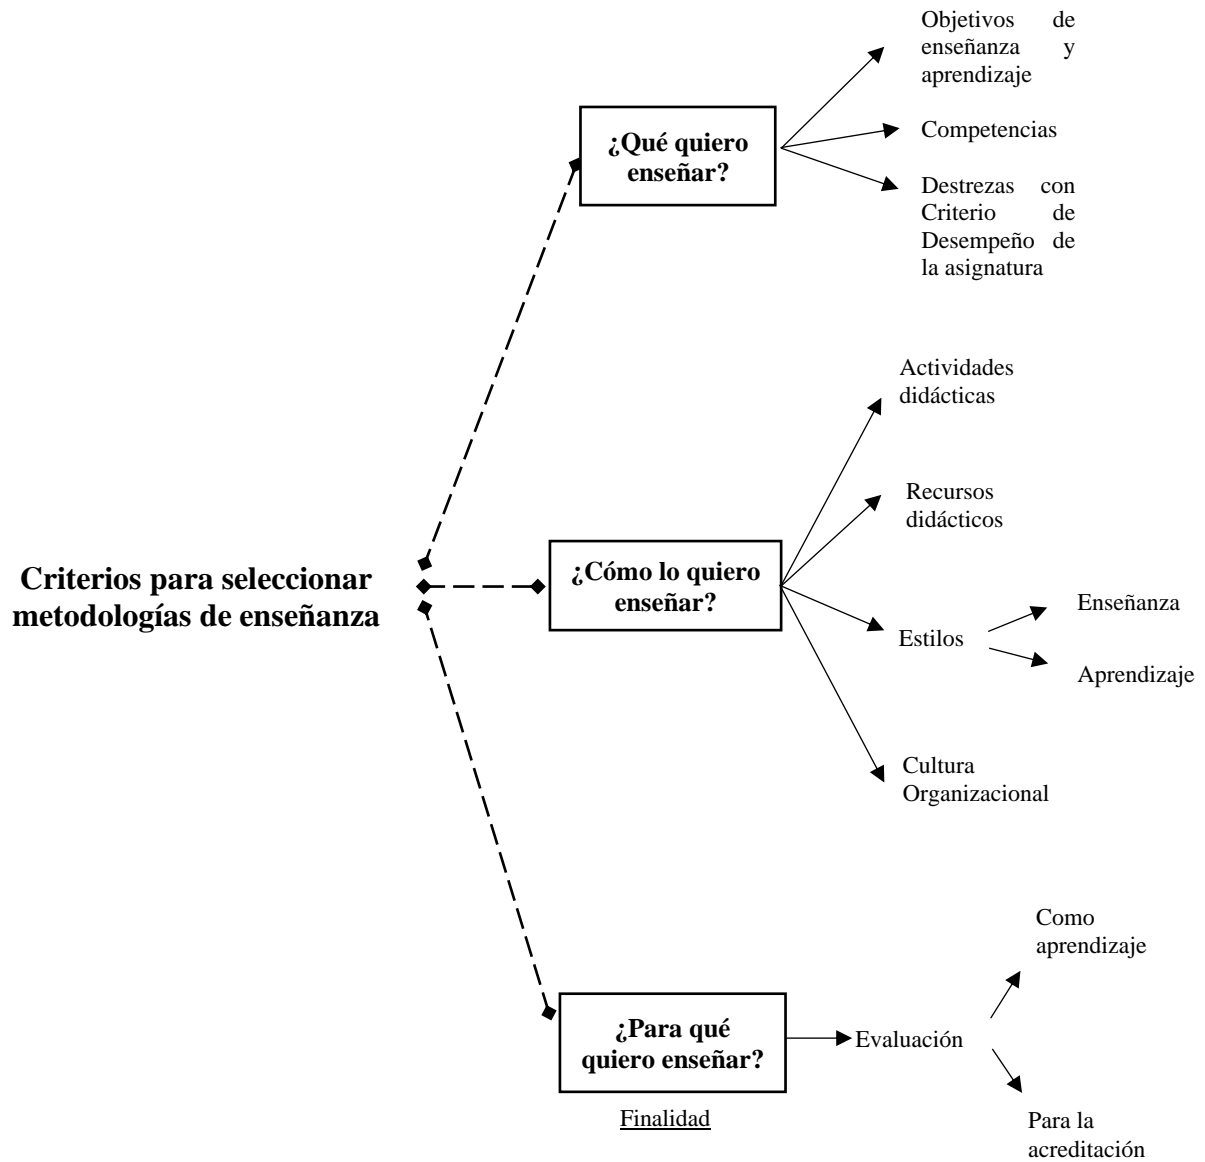 Objetivos de
enseñanza y
aprendizaje
¿Qué quiero
enseñar?
Competencias
Destrezas con
Criterio de
Desempeño de
la asignatura
Actividades
didácticas
Recursos
didácticos
Criterios para seleccionar
metodologías de enseñanza
¿Cómo lo quiero
enseñar?
Estilos
Enseñanza
Aprendizaje
Cultura
Organizacional
Como
aprendizaje
¿Para qué
quiero enseñar?
Evaluación
Finalidad
Para la
acreditación